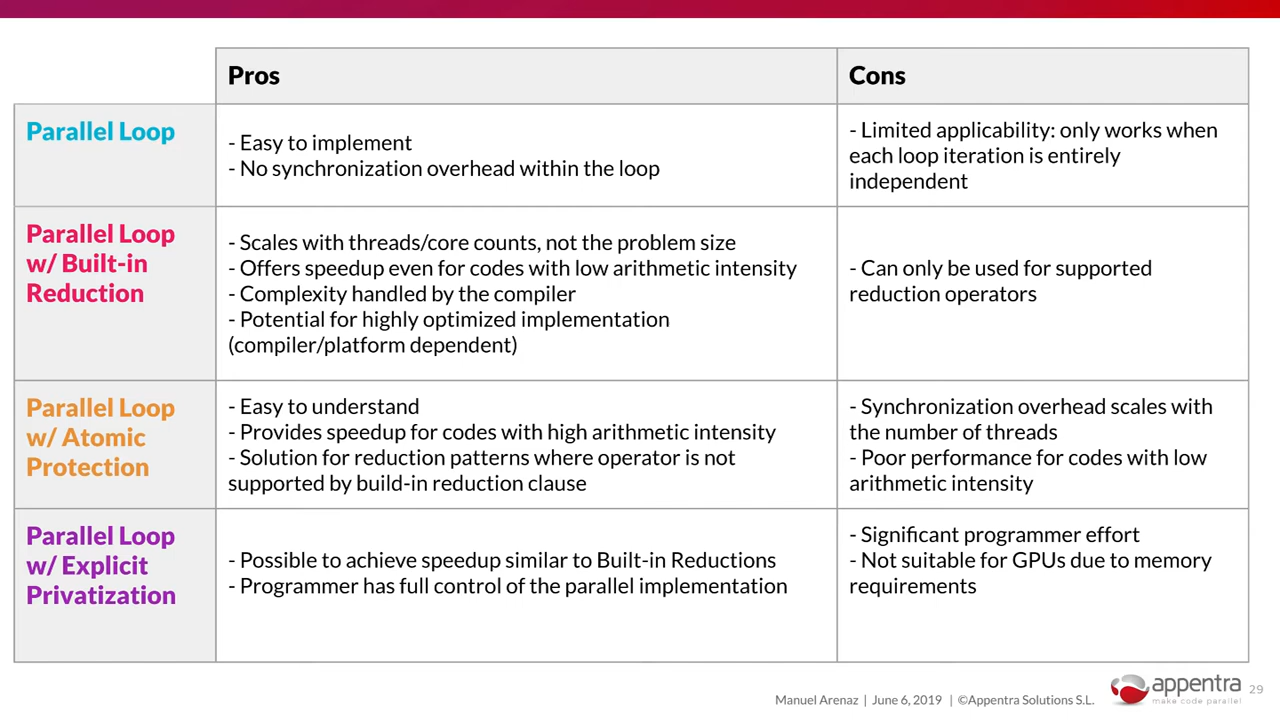 Pros
Cons
Parallel Loop
- Easy to implement
- No synchronization overhead within the loop
- Limited applicability: only works when
each loop iteration is entirely
independent
Parallel Loop
w/ Built-in
Reduction
- Scales with threads/core counts, not the problem size
- Offers speedup even for codes with low arithmetic intensity
- Complexity handled by the compiler
- Potential for highly optimized implementation
(compiler/platform dependent)
- Can only be used for supported
reduction operators
Parallel Loop
w/ Atomic
Protection
- Easy to understand
- Provides speedup for codes with high arithmetic intensity
- Solution for reduction patterns where operator is not
supported by build-in reduction clause
- Synchronization overhead scales with
the number of threads
- Poor performance for codes with low
arithmetic intensity
Parallel Loop
w/ Explicit
Privatization
- Possible to achieve speedup similar to Built-in Reductions
- Programmer has full control of the parallel implementation
- Significant programmer effort
- Not suitable for GPUs due to memory
requirements
Manuel Arenaz | June 6, 2019 | ©Appentra Solutions S.L.
appentra
make code parallel
29